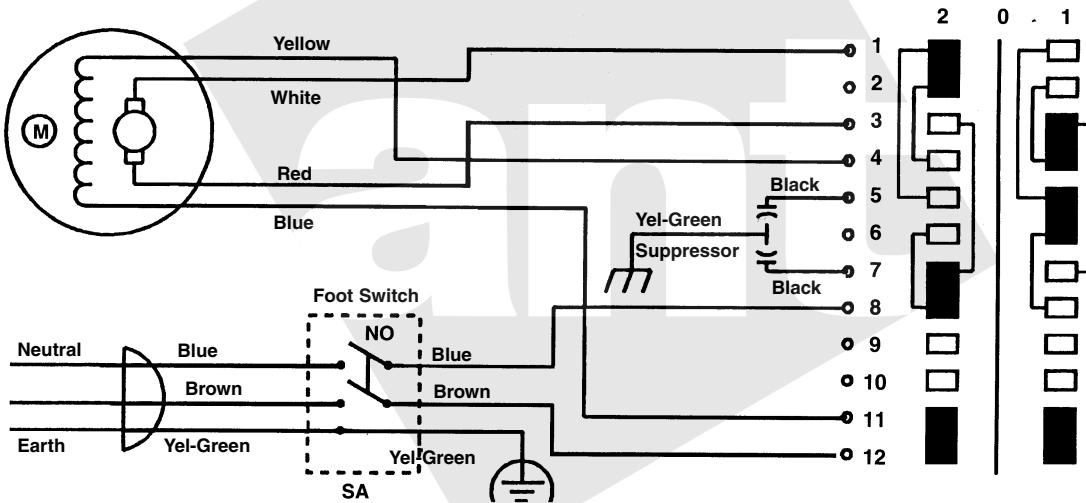 2 0 1
Yellow
1
2
White
M
3
4
Red
Black
5
Blue
Yel-Green
6
Suppressor
7
Black
Foot Switch
8
NO
Neutral
Blue
Blue
9
Brown
Brown
10
11
Earth
Yel-Green
Yel-Green
12
SA
ant